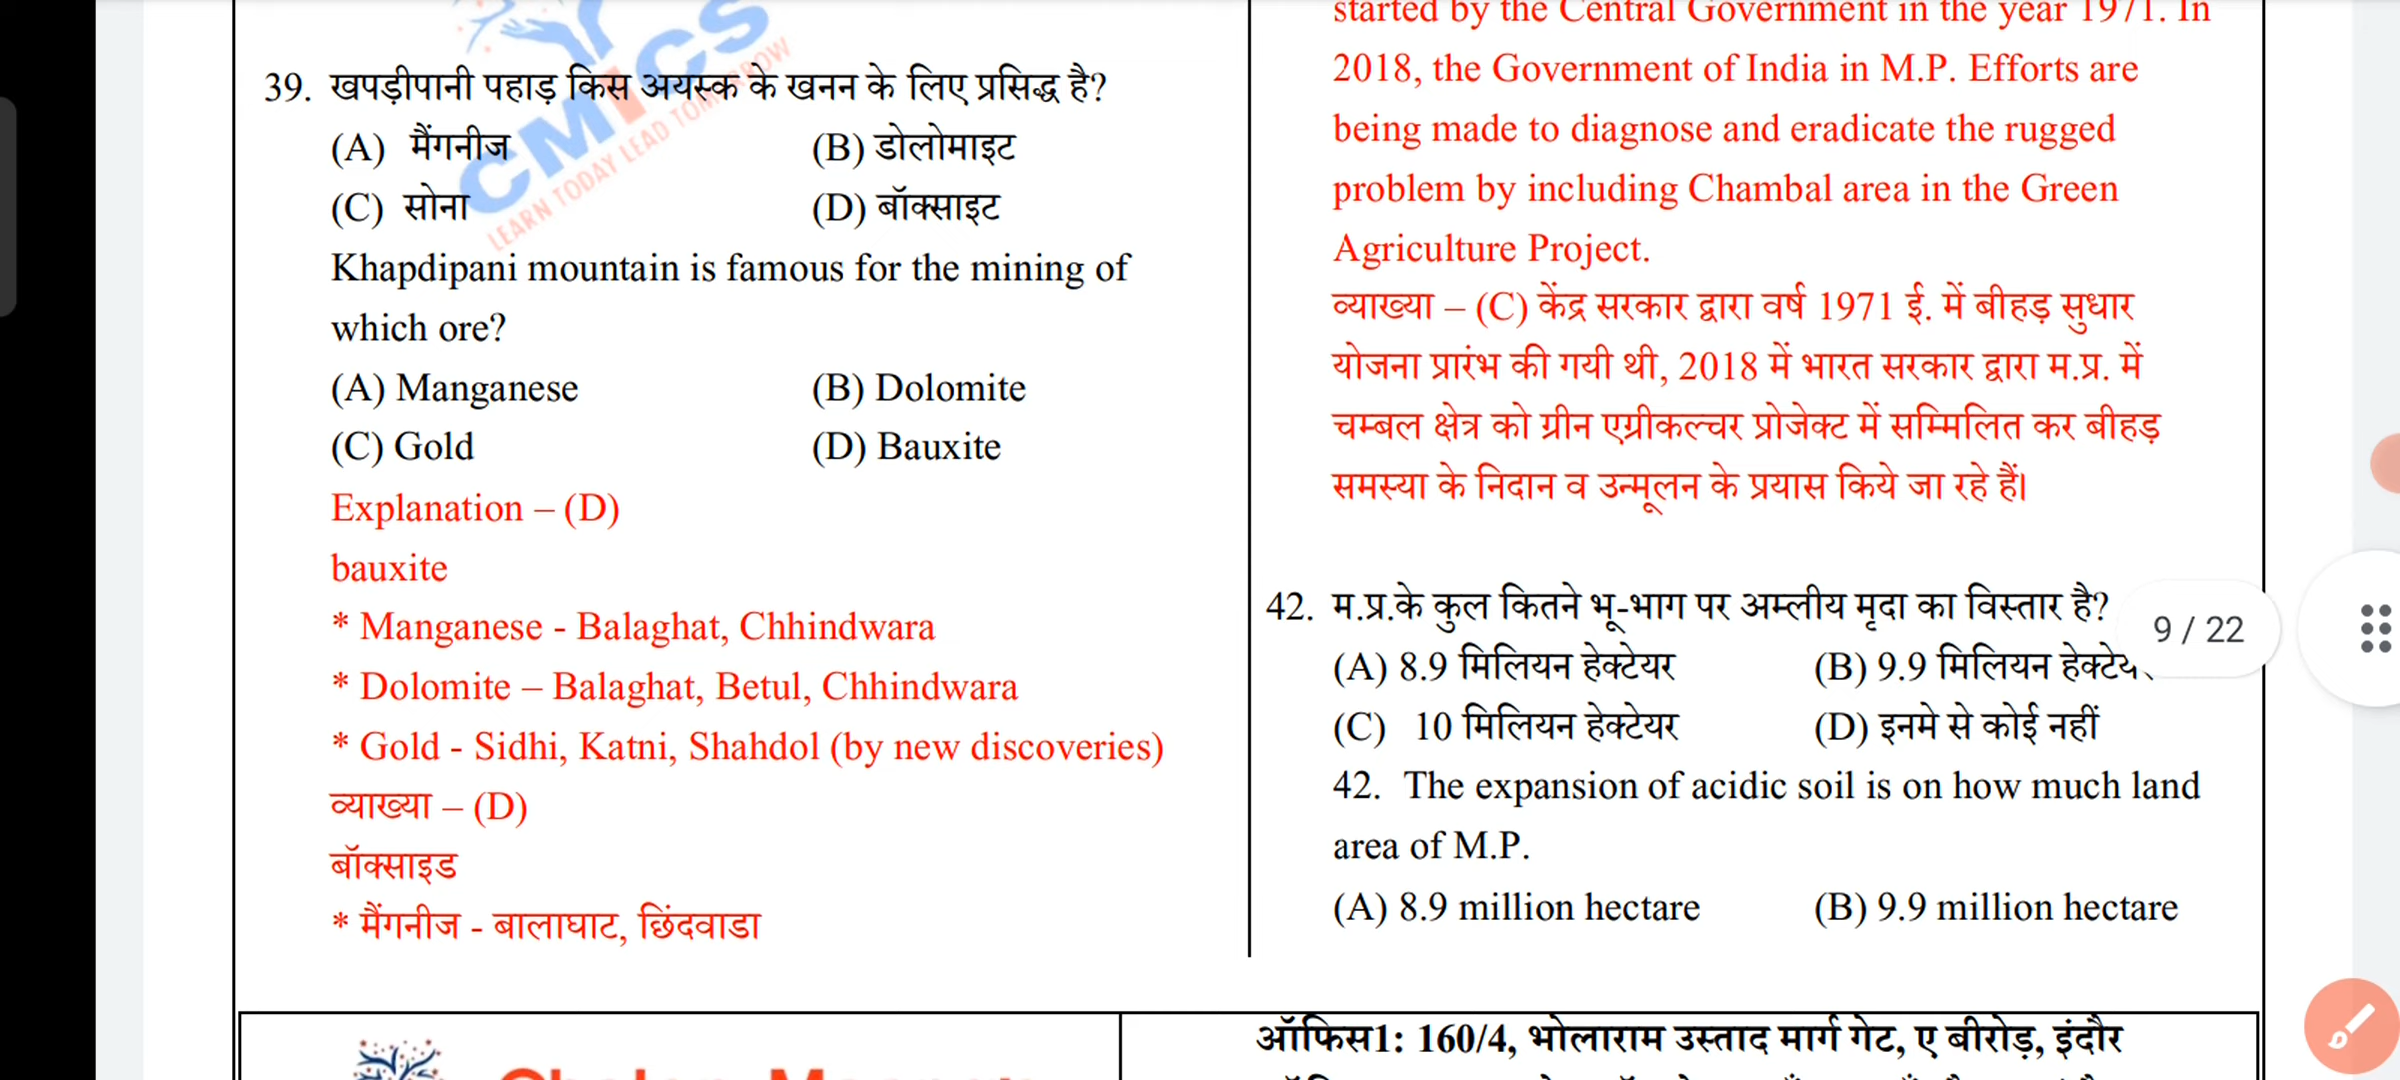 39. खपड़ीपानी पहाड़ किस अयस्क के खनन के लिए प्रसिद्ध है?
(A) मैंगनीज (B) डोलोमाइट
(C) सोना (D) बॉक्साइट
Khapdipani mountain is famous for the mining of
which ore?
(A) Manganese (B) Dolomite
(C) Gold (D) Bauxite
Explanation – (D)
bauxite
* Manganese - Balaghat, Chhindwara
* Dolomite – Balaghat, Betul, Chhindwara
* Gold - Sidhi, Katni, Shahdol (by new discoveries)
व्याख्या – (D)
बॉक्साइड
* मैंगनीज - बालाघाट, छिंदवाडा
CMICS
LEARN TODAY LEAD TOMORROW
started by the Central Government in the year 1971. In
2018, the Government of India in M.P. Efforts are
being made to diagnose and eradicate the rugged
problem by including Chambal area in the Green
Agriculture Project.
व्याख्या – (C) केंद्र सरकार द्वारा वर्ष 1971 ई. में बीहड़ सुधार
योजना प्रारंभ की गयी थी, 2018 में भारत सरकार द्वारा म.प्र. में
चम्बल क्षेत्र को ग्रीन एग्रीकल्चर प्रोजेक्ट में सम्मिलित कर बीहड़
समस्या के निदान व उन्मूलन के प्रयास किये जा रहे हैं।
42. म.प्र.के कुल कितने भू-भाग पर अम्लीय मृदा का विस्तार है?
9 / 22
(A) 8.9 मिलियन हेक्टेयर (B) 9.9 मिलियन
(C) 10 मिलियन हेक्टेयर (D) इनमे से कोई नहीं
42. The expansion of acidic soil is on how much land
area of M.P.
(A) 8.9 million hectare (B) 9.9 million hectare
ऑफिस1: 160/4, भोलाराम उस्ताद मार्ग गेट, ए बीरोड़, इंदौर